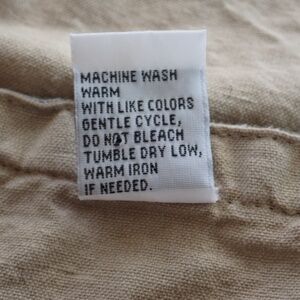 MACHINE WASH
WARM
WITH LIKE COLORS
GENTLE CYCLE,
DO NOT BLEACH
TUMBLE DRY LOW,
WARM IRON
IF NEEDED.